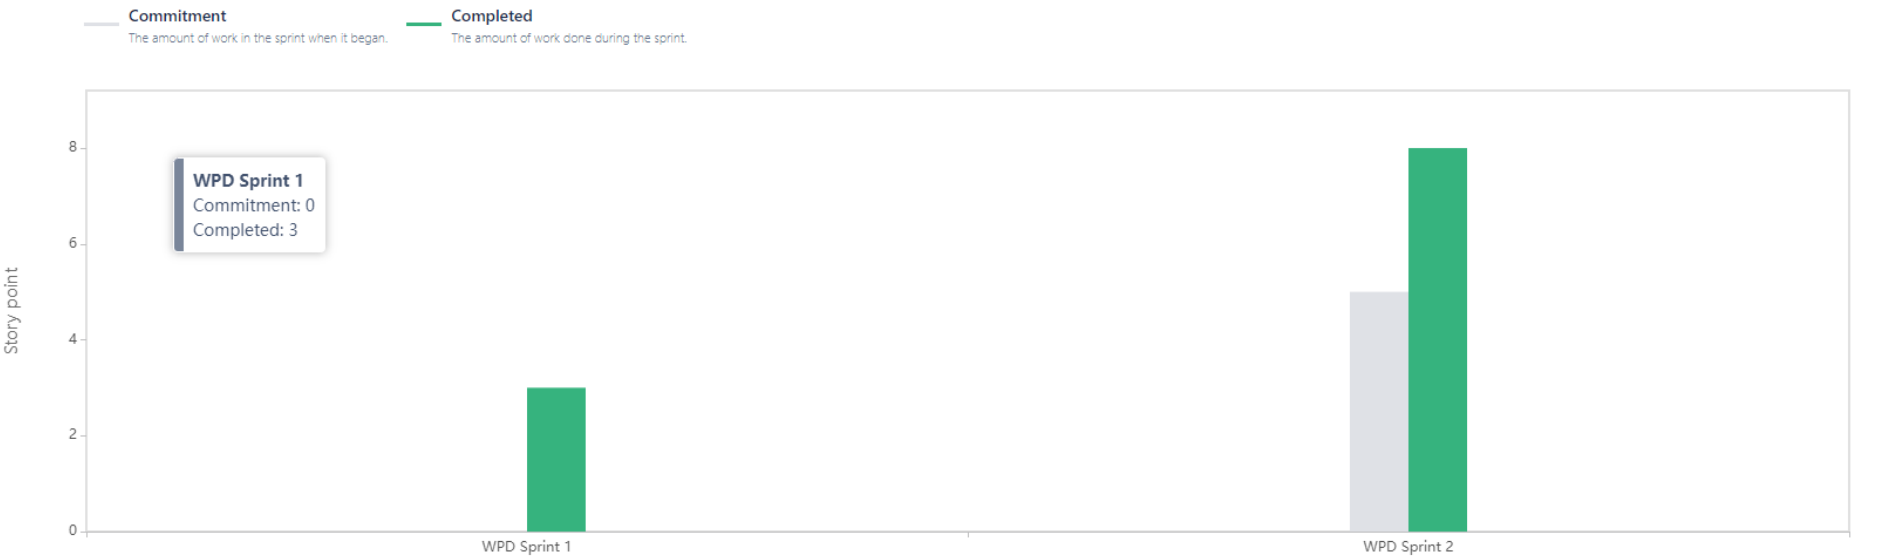 Commitment
The amount of work in the sprint when it began.
Completed
The amount of work done during the sprint.
8
6
4
2
0
Story point
WPD Sprint 1
Commitment: 0
Completed: 3
WPD Sprint 1
WPD Sprint 2